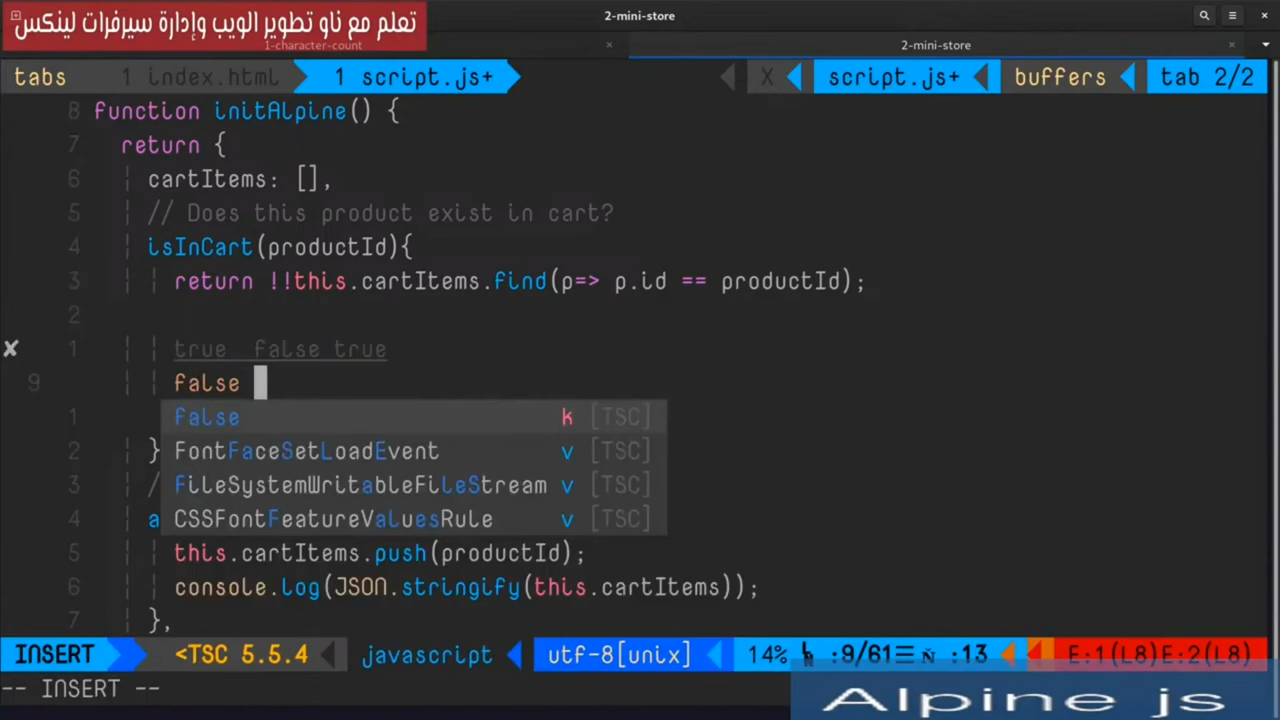 تعلم مع ناو تطوير الويب وإدارة سيرفرات لينكس
2-mini-store
1-character-count
2-mini-store
tabs 1 index.html 1 script.js+ X script.js+ buffers tab 2/2
8 function initAlpine() {
7 return {
6 cartItems: [],
5 // Does this product exist in cart?
4 isInCart(productId){
3 return !!this.cartItems.find(p=> p.id == productId);
2
1 true false true
9 false
1 false k [TSC]
2 } FontFaceSetLoadEvent v [TSC]
3 / FileSystemWritableFileStream v [TSC]
4 a CSSFontFeatureValuesRule v [TSC]
5 this.cartItems.push(productId);
6 console.log(JSON.stringify(this.cartItems));
7 },
INSERT <TSC 5.5.4 javascript utf-8[unix] 14% :9/61 :13 E:1(L8)E:2(L8)
-- INSERT --
Alpine js